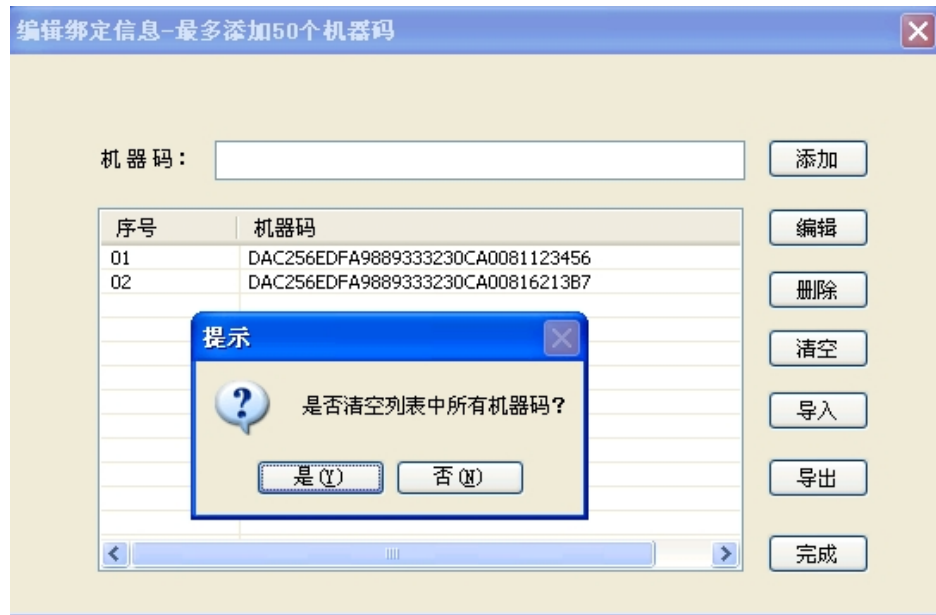 编辑绑定信息-最多添加50个机器码
机器码：
添加
序号 机器码
编辑
01 DAC256EDFA9889333230CA0081123456
02 DAC256EDFA9889333230CA00816213B7
删除
提示
清空
是否清空列表中所有机器码?
导入
是(Y) 否(N)
导出
完成